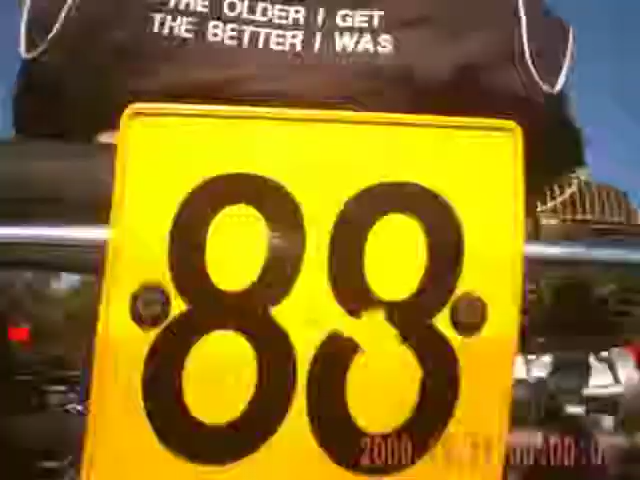 THE OLDER I GET
THE BETTER I WAS
88